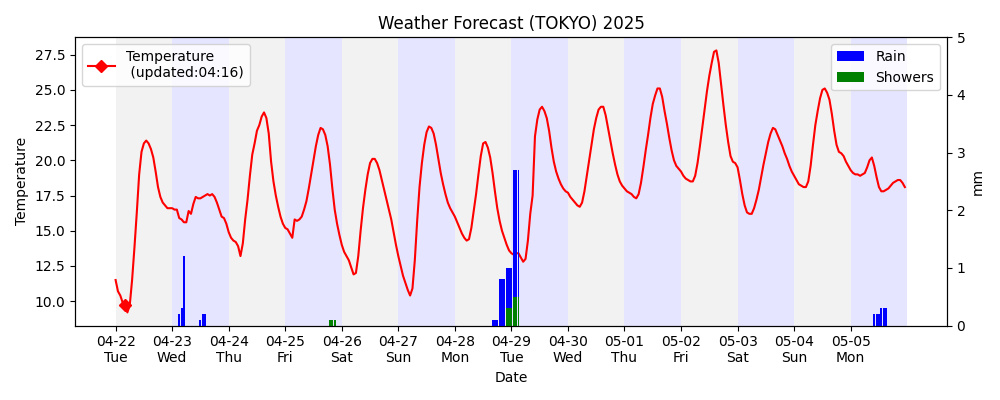 Weather Forecast (TOKYO) 2025
Temperature
(updated:04:16)
Rain
Showers
27.5
25.0
22.5
20.0
17.5
15.0
12.5
10.0
Temperature
5
4
3
2
1
0
mm
04-22 04-23 04-24 04-25 04-26 04-27 04-28 04-29 04-30 05-01 05-02 05-03 05-04 05-05
Tue Wed Thu Fri Sat Sun Mon Tue Wed Thu Fri Sat Sun Mon
Date